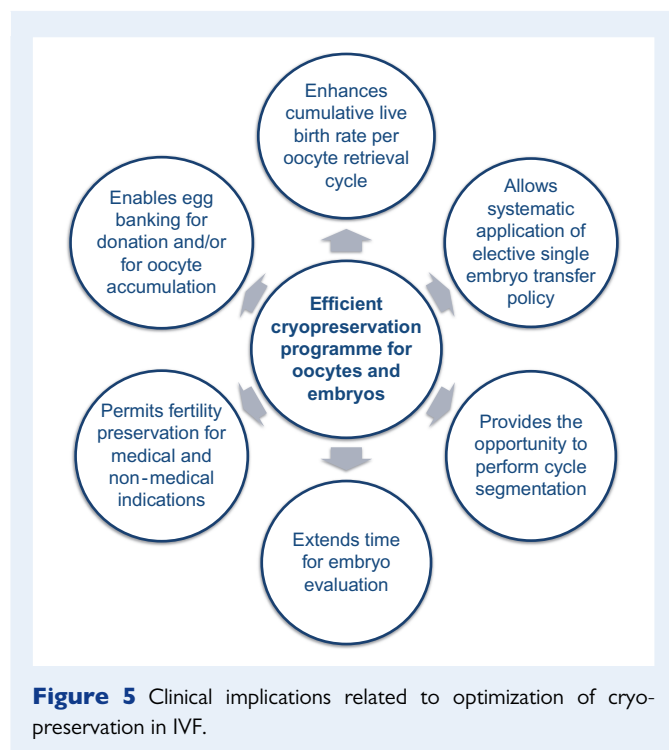 Enhances
cumulative live
birth rate per
oocyte retrieval
cycle
Allows
systematic
application of
elective single
embryo transfer
policy
Enables egg
banking for
donation and/or
for oocyte
accumulation
Efficient
cryopreservation
programme for
oocytes and
embryos
Permits fertility
preservation for
medical and
non-medical
indications
Provides the
opportunity to
perform cycle
segmentation
Extends time
for embryo
evaluation
Figure 5 Clinical implications related to optimization of cryo-
preservation in IVF.